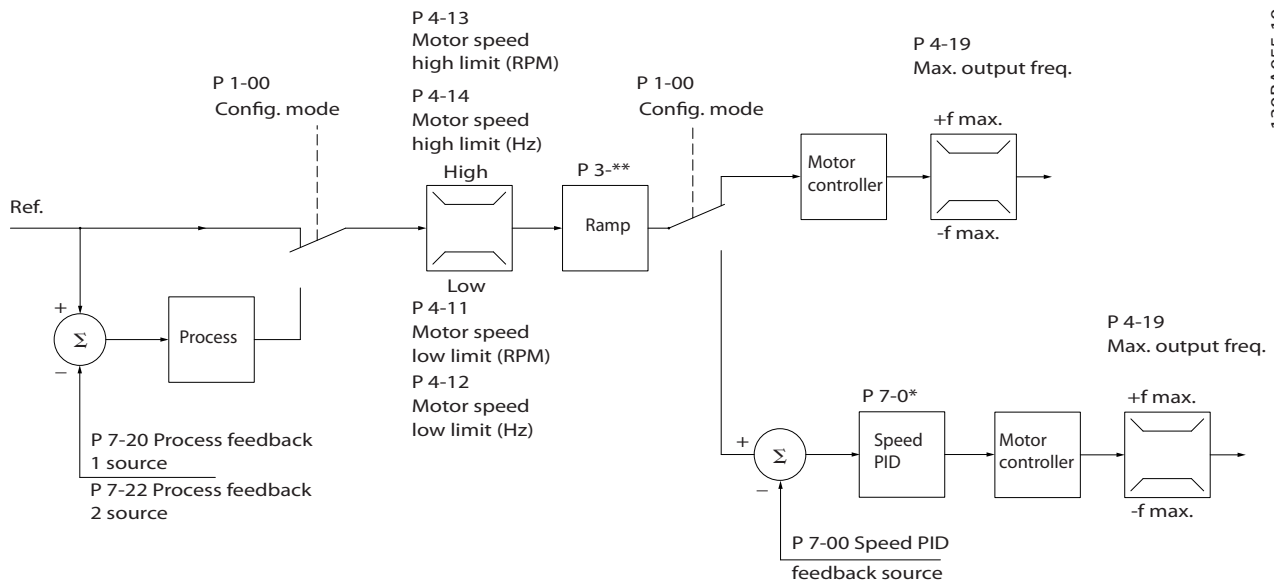 P 4-13
Motor speed
high limit (RPM)
P 4-14
Motor speed
high limit (Hz)
P 1-00
Config. mode
P 1-00
Config. mode
P 4-19
Max. output freq.
Ref.
High
Low
P 3-**
Ramp
Motor
controller
+f max.
-f max.
+
Σ
−
Process
P 4-11
Motor speed
low limit (RPM)
P 4-12
Motor speed
low limit (Hz)
P 7-20 Process feedback
1 source
P 7-22 Process feedback
2 source
P 4-19
Max. output freq.
+
Σ
−
P 7-0*
Speed
PID
Motor
controller
+f max.
-f max.
P 7-00 Speed PID
feedback source